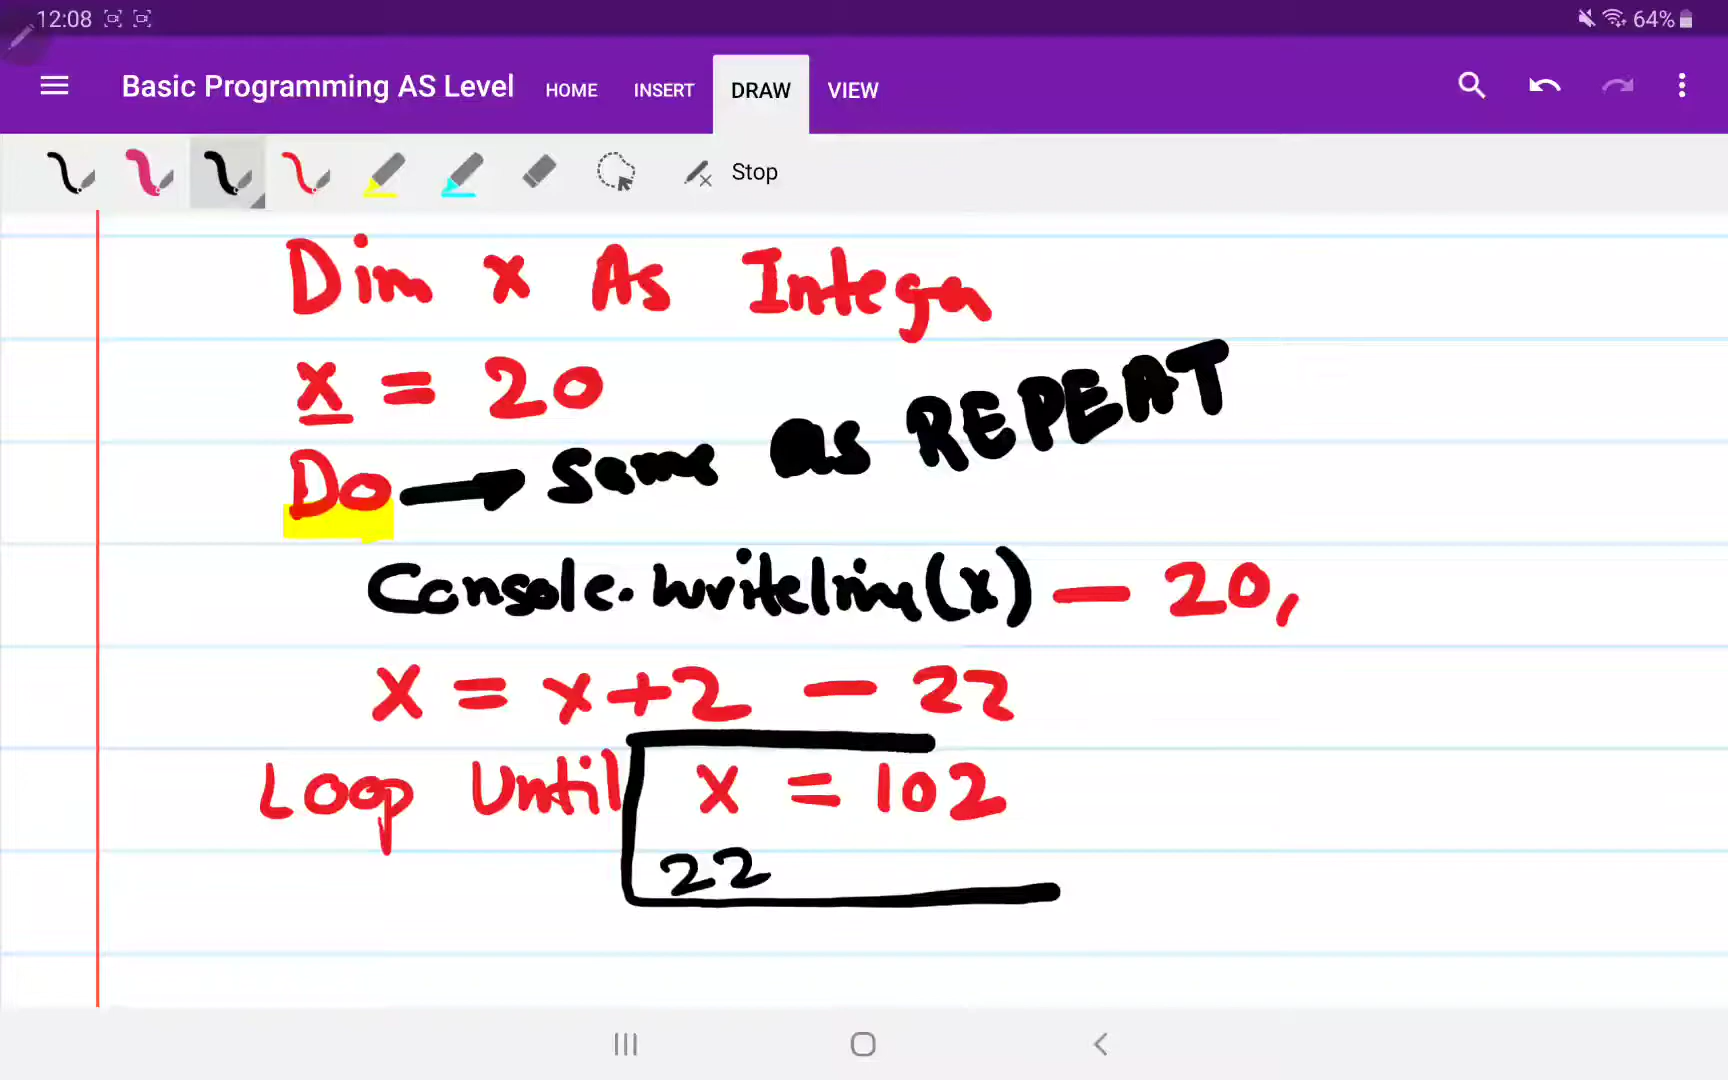 12:08 64%
Basic Programming AS Level HOME INSERT DRAW VIEW
Stop
Dim x As Integer
x = 20
Do → Same as REPEAT
Console.writeline(x) — 20,
x = x+2 — 22
Loop Until x = 102
22